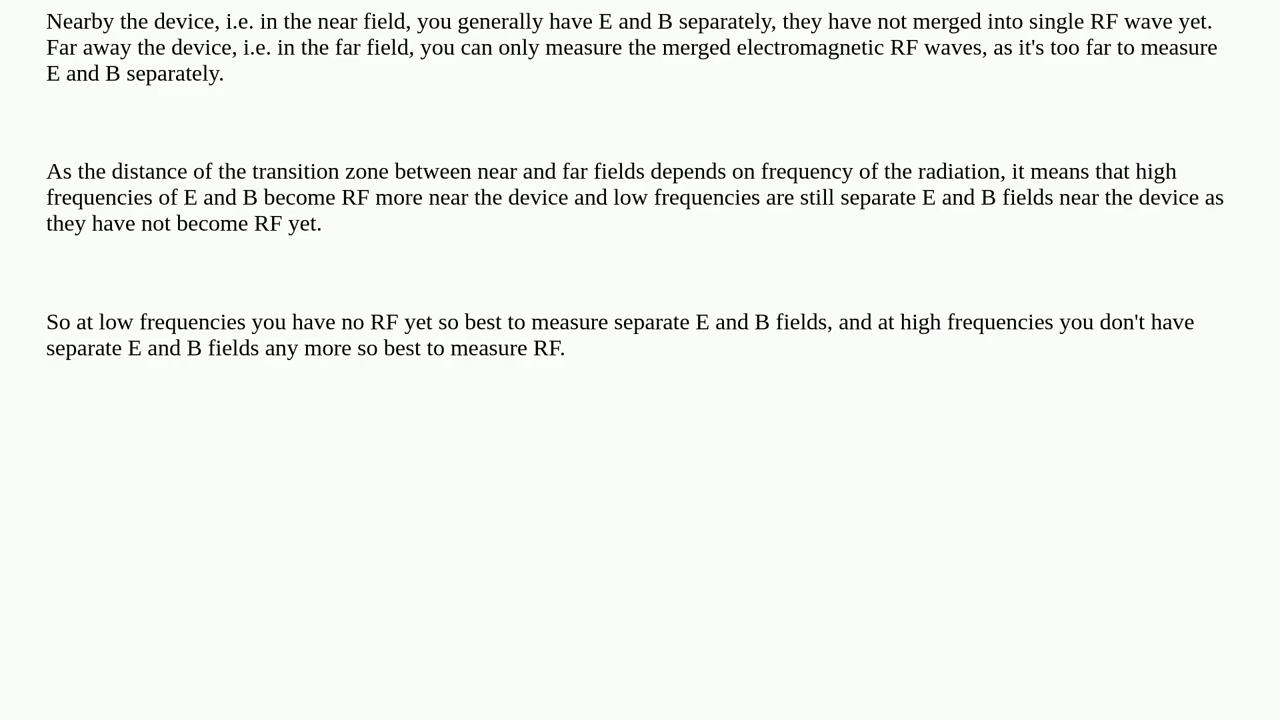 Nearby the device, i.e. in the near field, you generally have E and B separately, they have not merged into single RF wave yet.
Far away the device, i.e. in the far field, you can only measure the merged electromagnetic RF waves, as it's too far to measure
E and B separately.
As the distance of the transition zone between near and far fields depends on frequency of the radiation, it means that high
frequencies of E and B become RF more near the device and low frequencies are still separate E and B fields near the device as
they have not become RF yet.
So at low frequencies you have no RF yet so best to measure separate E and B fields, and at high frequencies you don't have
separate E and B fields any more so best to measure RF.